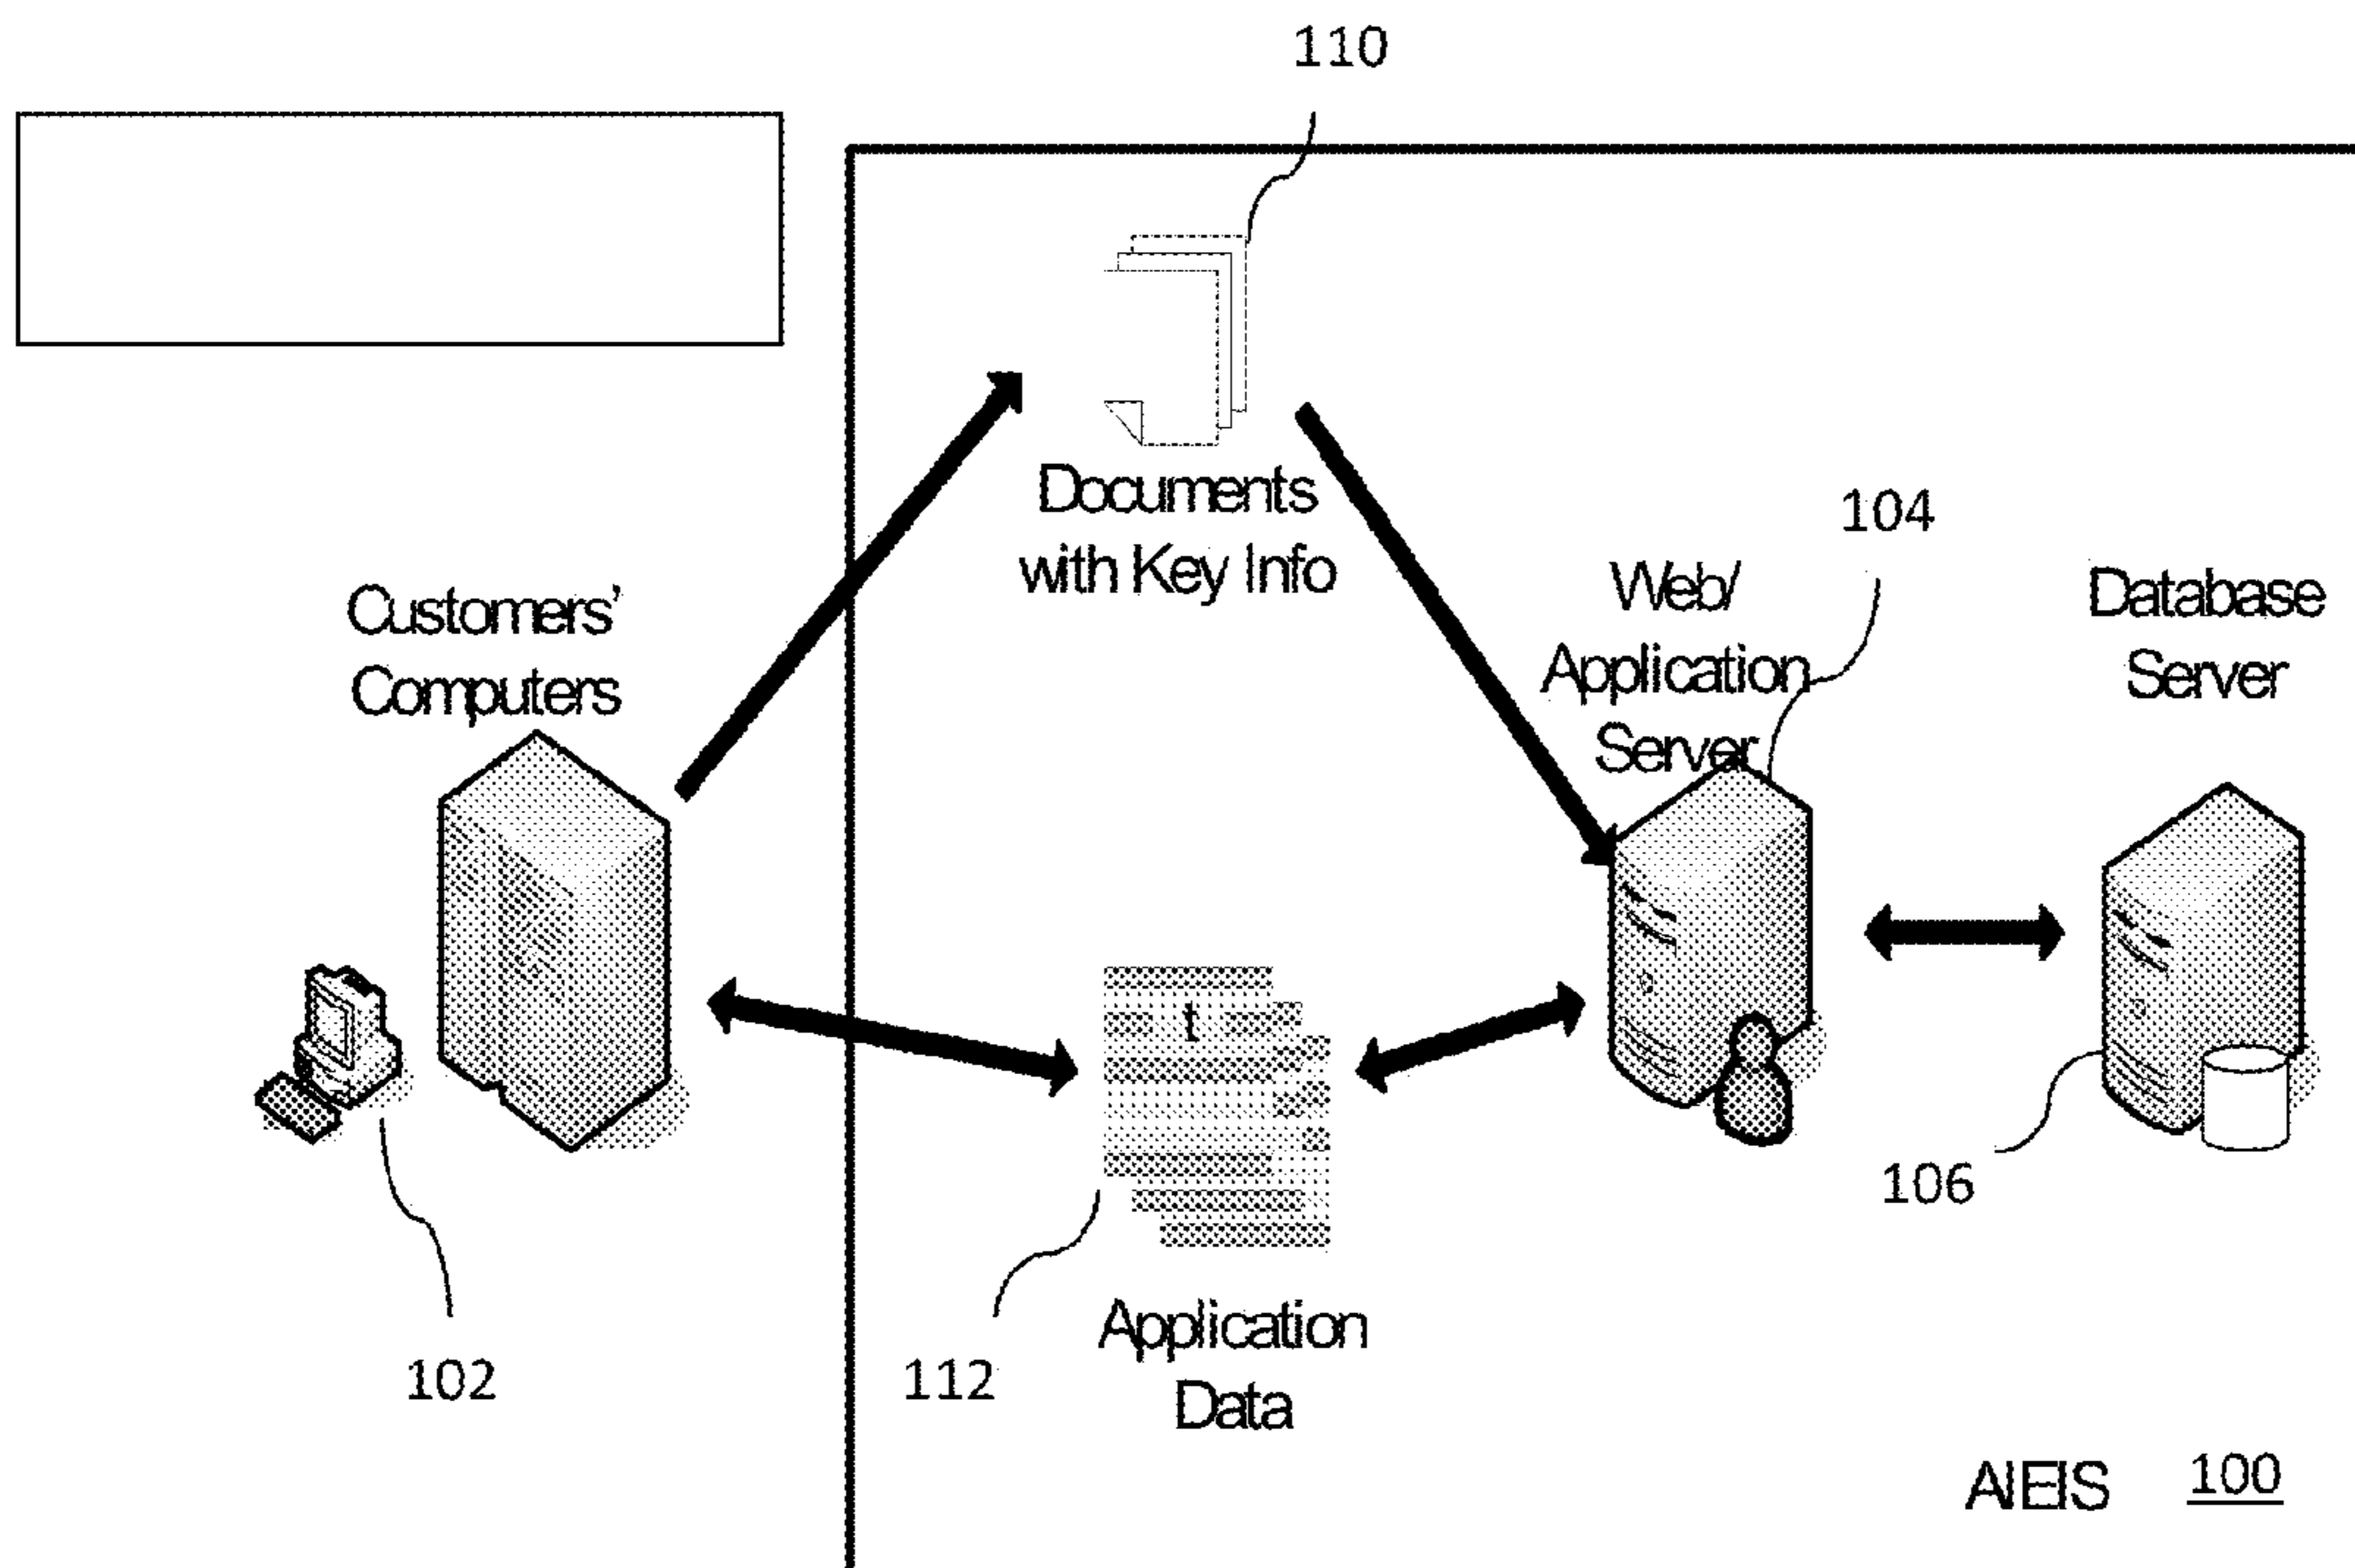 110
Documents
with Key Info
104
Web/
Application
Server
Database
Server
Customers'
Computers
t
106
102
112
Application
Data
AIEIS 100